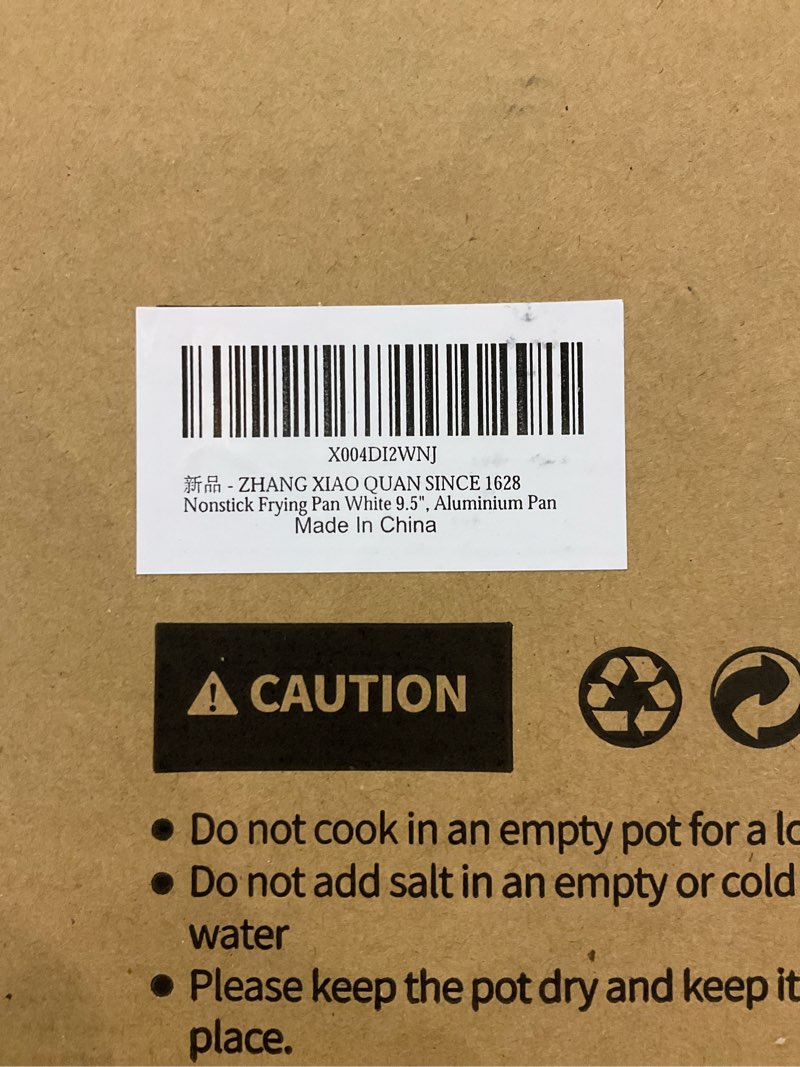 X004DI2WNJ
新品 - ZHANG XIAO QUAN SINCE 1628
Nonstick Frying Pan White 9.5", Aluminium Pan
Made In China
CAUTION
● Do not cook in an empty pot for a
● Do not add salt in an empty or cold
water
● Please keep the pot dry and keep it
place.